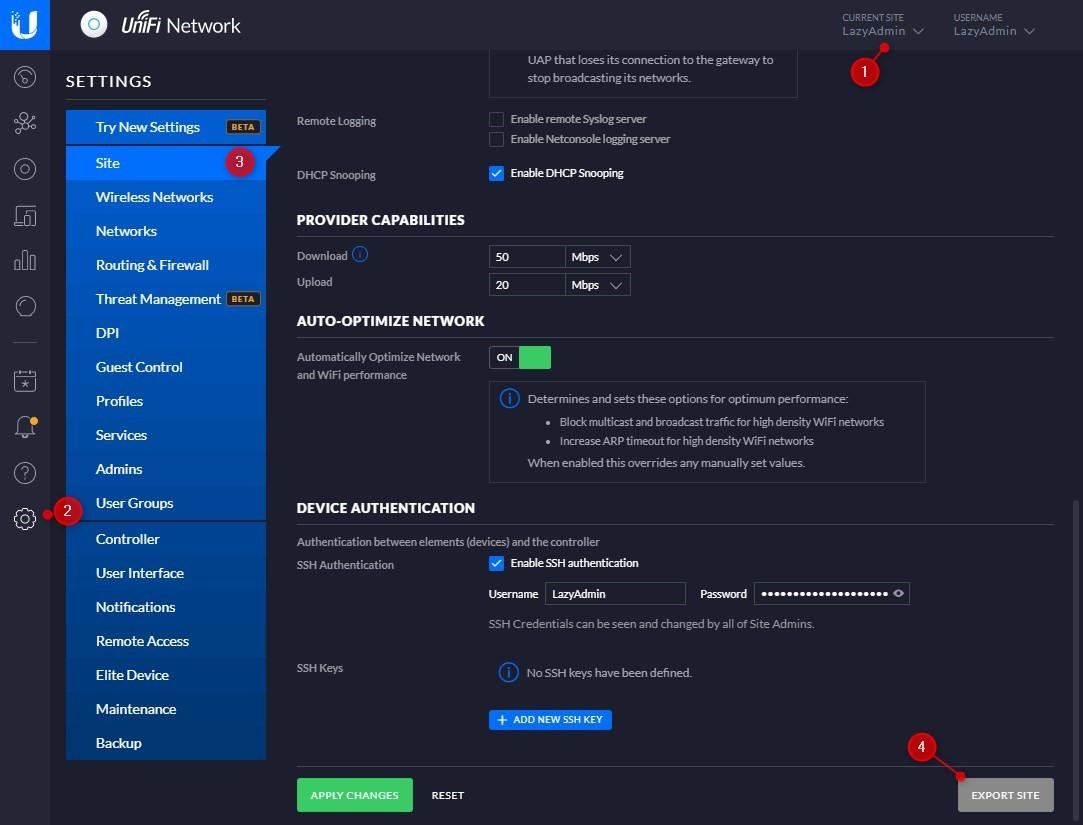 UniFi Network
CURRENT SITE
LazyAdmin
USERNAME
LazyAdmin
1
SETTINGS
Try New Settings BETA
Site 3
Wireless Networks
Networks
Routing & Firewall
Threat Management BETA
DPI
Guest Control
Profiles
Services
Admins
User Groups
2
Controller
User Interface
Notifications
Remote Access
Elite Device
Maintenance
Backup
UAP that loses its connection to the gateway to
stop broadcasting its networks.
Remote Logging
Enable remote Syslog server
Enable Netconsole logging server
DHCP Snooping
Enable DHCP Snooping
PROVIDER CAPABILITIES
Download 50 Mbps
Upload 20 Mbps
AUTO-OPTIMIZE NETWORK
Automatically Optimize Network
and WiFi performance
ON
Determines and sets these options for optimum performance:
• Block multicast and broadcast traffic for high density WiFi networks
• Increase ARP timeout for high density WiFi networks
When enabled this overrides any manually set values.
DEVICE AUTHENTICATION
Authentication between elements (devices) and the controller
SSH Authentication
Enable SSH authentication
Username LazyAdmin Password ••••••••••••••••••••
SSH Credentials can be seen and changed by all of Site Admins.
SSH Keys
No SSH keys have been defined.
+ ADD NEW SSH KEY
4
APPLY CHANGES
RESET
EXPORT SITE